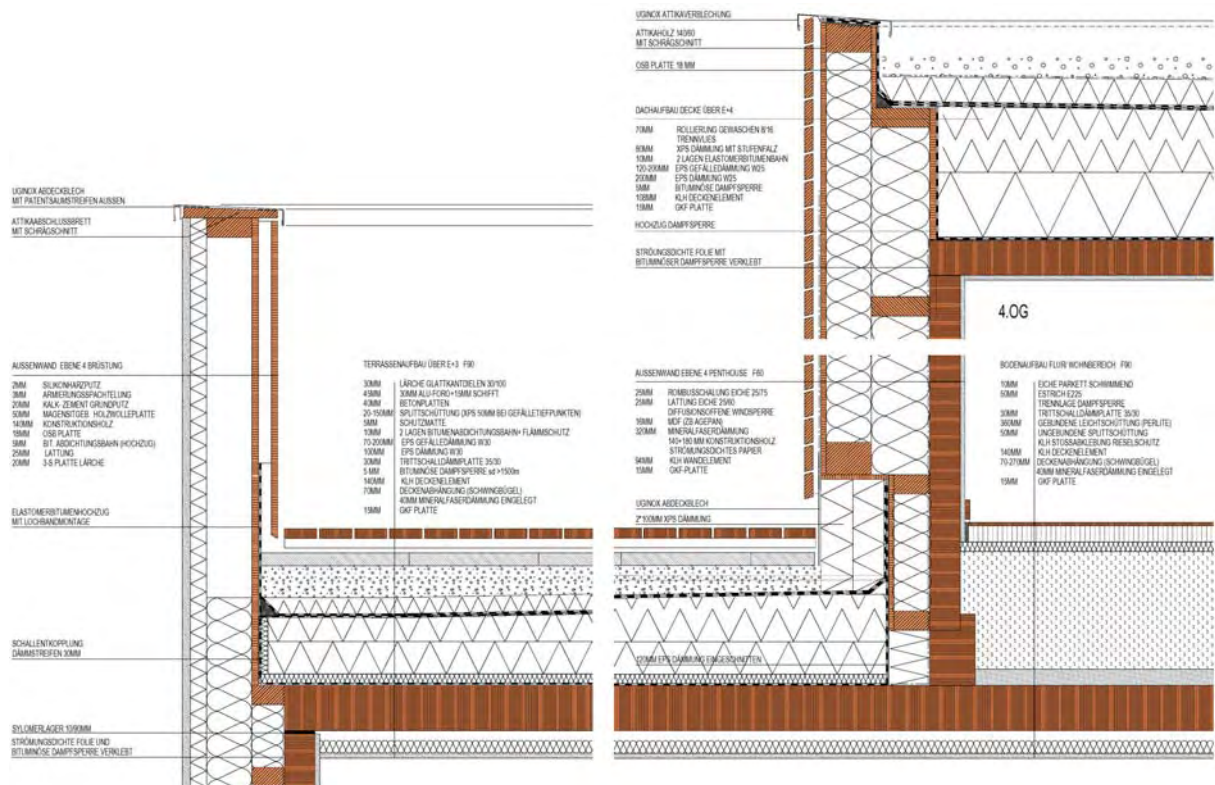 UGINOX ABDECKBLECH
MIT PATENTSAUMSTREIFEN AUSSEN
ATTIKAABSCHLUSSBRETT
MIT SCHRÄGSCHNITT
AUSSENWAND EBENE 4 BRÜSTUNG
2MM SILIKONHARZPUTZ
3MM ARMIERUNGSSPACHTELUNG
20MM KALK- ZEMENT GRUNDPUTZ
50MM MAGENSITGEB. HOLZWOLLEPLATTE
140MM KONSTRUKTIONSHOLZ
18MM OSB PLATTE
5MM BIT. ABDICHTUNGSBAHN (HOCHZUG)
25MM LATTUNG
20MM 3-S PLATTE LÄRCHE
ELASTOMERBITUMENHOCHZUG
MIT LOCHBANDMONTAGE
SCHALLENTKOPPLUNG
DÄMMSTREIFEN 30MM
SYLOMERLAGER 10/90MM
STRÖMUNGSDICHTE FOLIE UND
BITUMINÖSE DAMPFSPERRE VERKLEBT
TERRASSENAUFBAU ÜBER E+3 F90
30MM LÄRCHE GLATTKANTDIELEN 30/100
45MM 30MM ALU-FORO+15MM SCHIFFT
40MM BETONPLATTEN
20-150MM SPLITTSCHÜTTUNG (XPS 50MM BEI GEFÄLLETIEFPUNKTEN)
5MM SCHUTZMATTE
10MM 2 LAGEN BITUMENABDICHTUNGSBAHN+ FLÄMMSCHUTZ
70-200MM EPS GEFÄLLEDÄMMUNG W30
100MM EPS DÄMMUNG W30
30MM TRITTSCHALLDÄMMPLATTE 35/30
5 MM BITUMINÖSE DAMPFSPERRE sd >1500m
140MM KLH DECKENELEMENT
70MM DECKENABHÄNGUNG (SCHWINGBÜGEL)
40MM MINERALFASERDÄMMUNG EINGELEGT
15MM GKF PLATTE
UGINOX ATTIKAVERBLECHUNG
ATTIKAHOLZ 140/60
MIT SCHRÄGSCHNITT
OSB PLATTE 18 MM
DACHAUFBAU DECKE ÜBER E+4
70MM ROLLIERUNG GEWASCHEN 8/16
TRENNVLIES
80MM XPS DÄMMUNG MIT STUFENFALZ
10MM 2 LAGEN ELASTOMERBITUMENBAHN
120-200MM EPS GEFÄLLEDÄMMUNG W25
200MM EPS DÄMMUNG W25
5MM BITUMINÖSE DAMPFSPERRE
108MM KLH DECKENELEMENT
15MM GKF PLATTE
HOCHZUG DAMPFSPERRE
STRÖUNGSDICHTE FOLIE MIT
BITUMINÖSER DAMPFSPERRE VERKLEBT
4.OG
AUSSENWAND EBENE 4 PENTHOUSE F60
25MM ROMBUSSCHALUNG EICHE 25/75
25MM LATTUNG EICHE 25/60
DIFFUSIONSOFFENE WINDSPERRE
16MM MDF (ZB AGEPAN)
320MM MINERALFASERDÄMMUNG
140+180 MM KONSTRUKTIONSHOLZ
STRÖMUNGSDICHTES PAPIER
94MM KLH WANDELEMENT
15MM GKF-PLATTE
UGINOX ABDECKBLECH
2*100MM XPS DÄMMUNG
120MM EPS DÄMMUNG EINGESCHNITTEN
BODENAUFBAU FLUR/ WOHNBEREICH F90
10MM EICHE PARKETT SCHWIMMEND
50MM ESTRICH E225
TRENNLAGE DAMPFSPERRE
30MM TRITTSCHALLDÄMMPLATTE 35/30
360MM GEBUNDENE LEICHTSCHÜTTUNG (PERLITE)
50MM UNGEBUNDENE SPLITTSCHÜTTUNG
KLH STOSSABKLEBUNG RIESELSCHUTZ
140MM KLH DECKENELEMENT
70-270MM DECKENABHÄNGUNG (SCHWINGBÜGEL)
40MM MINERALFASERDÄMMUNG EINGELEGT
15MM GKF PLATTE